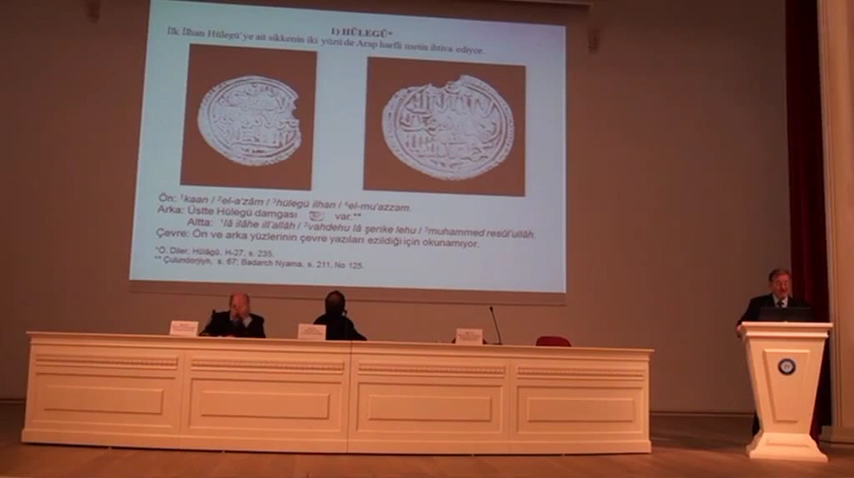 1) HÜLEGÜ*
İlk İlhan Hülegü'ye ait sikkenin iki yüzü de Arap harfli metin ihtiva ediyor.
Ön: ¹kaan / ²el-a'zâm / ³hülegü ilhan / ⁴el-mu'azzam.
Arka: Üstte Hülegü damgası var.**
Altta: ¹lâ ilâhe ill'allâh / ²vahdehu lâ şerike lehu / ³muhammed resûl'ullâh.
Çevre: Ön ve arka yüzlerinin çevre yazıları ezildiği için okunamıyor.
*Ö. Diler, Hülâgü, H-27, s. 235.
** Çulundorjiyn, s. 67; Badarch Nyama, s. 211, No 125.